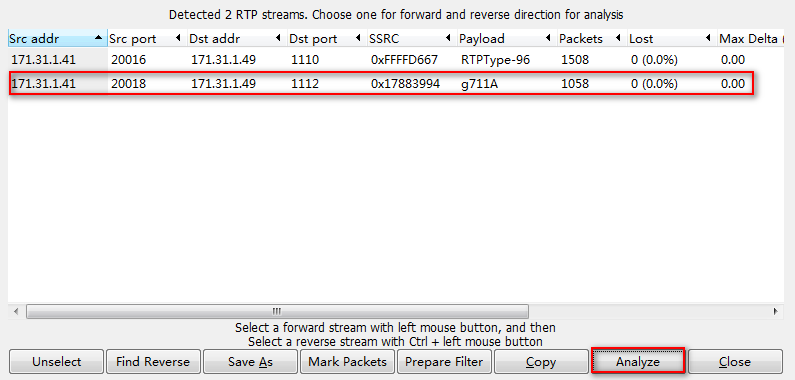 Detected 2 RTP streams. Choose one for forward and reverse direction for analysis
Src addr Src port Dst addr Dst port SSRC Payload Packets Lost Max Delta (
171.31.1.41 20016 171.31.1.49 1110 0xFFFFD667 RTPType-96 1508 0 (0.0%) 0.00
171.31.1.41 20018 171.31.1.49 1112 0x17883994 g711A 1058 0 (0.0%) 0.00
Select a forward stream with left mouse button, and then
Select a reverse stream with Ctrl + left mouse button
Unselect Find Reverse Save As Mark Packets Prepare Filter Copy Analyze Close